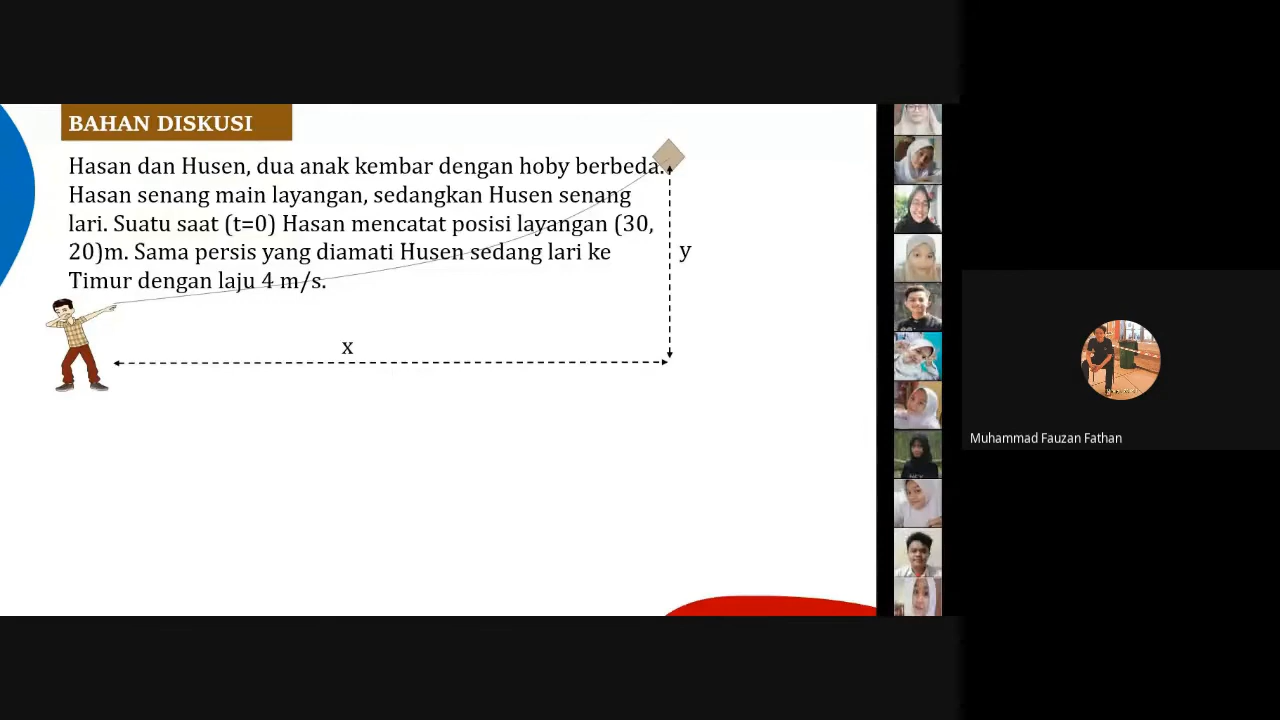 BAHAN DISKUSI
Hasan dan Husen, dua anak kembar dengan hoby berbeda.
Hasan senang main layangan, sedangkan Husen senang
lari. Suatu saat (t=0) Hasan mencatat posisi layangan (30,
20)m. Sama persis yang diamati Husen sedang lari ke
Timur dengan laju 4 m/s.
y
x
Muhammad Fauzan Fathan